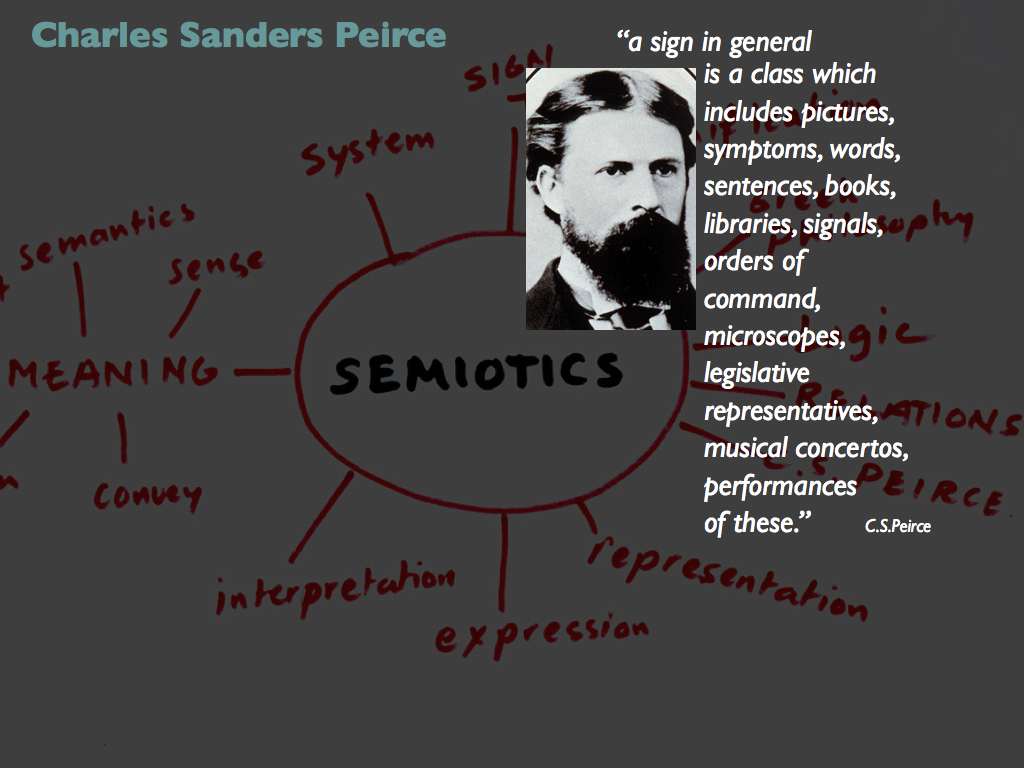 Charles Sanders Peirce
“a sign in general
is a class which
includes pictures,
symptoms, words,
sentences, books,
libraries, signals,
orders of
command,
microscopes,
legislative
representatives,
musical concertos,
performances
of these.”
C.S.Peirce
SIGN
system
semantics
sense
Greek
philosophy
MEANING
SEMIOTICS
Logic
RELATIONS
C.S. PEIRCE
convey
interpretation
representation
expression